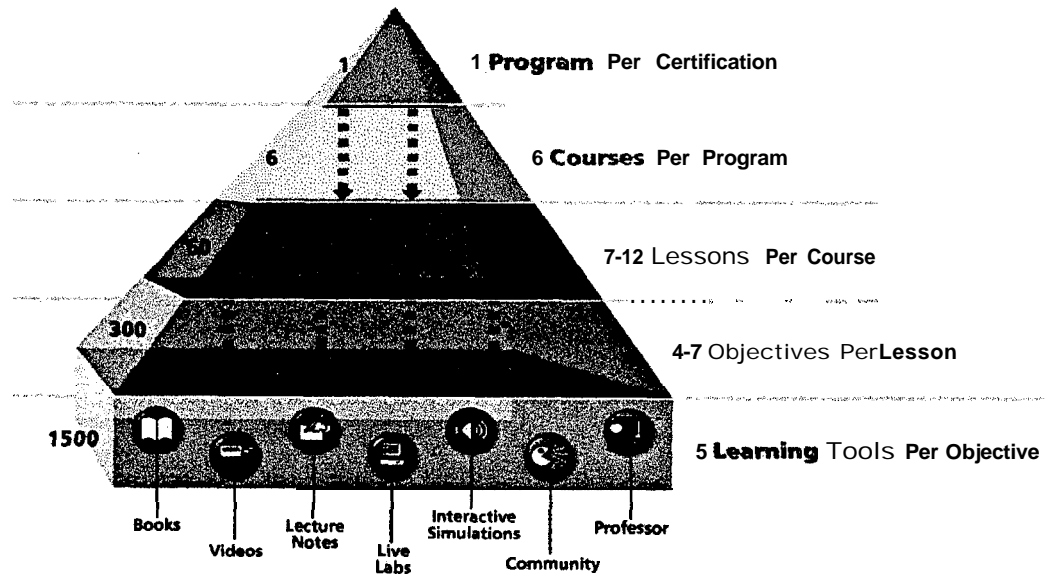 1
1 Program Per Certification
6
6 Courses Per Program
60
7-12 Lessons Per Course
300
4-7 Objectives PerLesson
1500
5 Learning Tools Per Objective
Books
Videos
Lecture
Notes
Live
Labs
Interactive
Simulations
Community
Professor